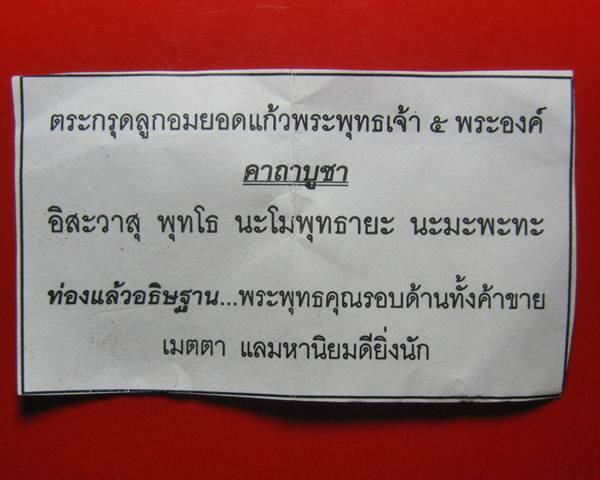 ตระกรุดลูกอมยอดแก้วพระพุทธเจ้า ๕ พระองค์
คาถาบูชา
อิสะวาสุ พุทโธ นะโมพุทธายะ นะมะพะทะ
ท่องแล้วอธิษฐาน...พระพุทธคุณรอบด้านทั้งค้าขาย
เมตตา แลมหานิยมดียิ่งนัก